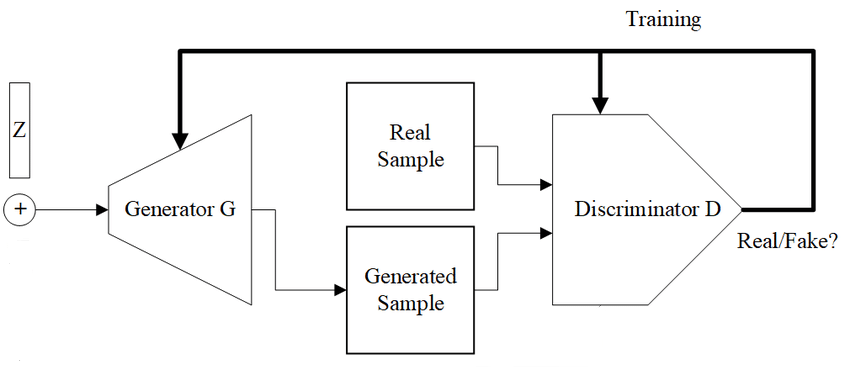 Training
Z
+
Generator G
Real
Sample
Generated
Sample
Discriminator D
Real/Fake?